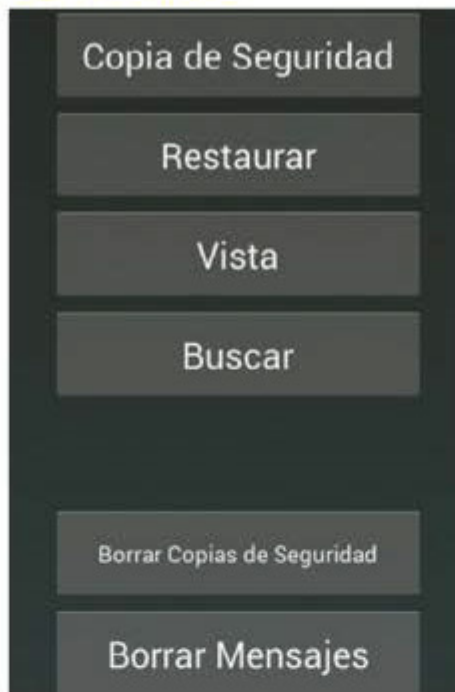 Copia de Seguridad
Restaurar
Vista
Buscar
Borrar Copias de Seguridad
Borrar Mensajes